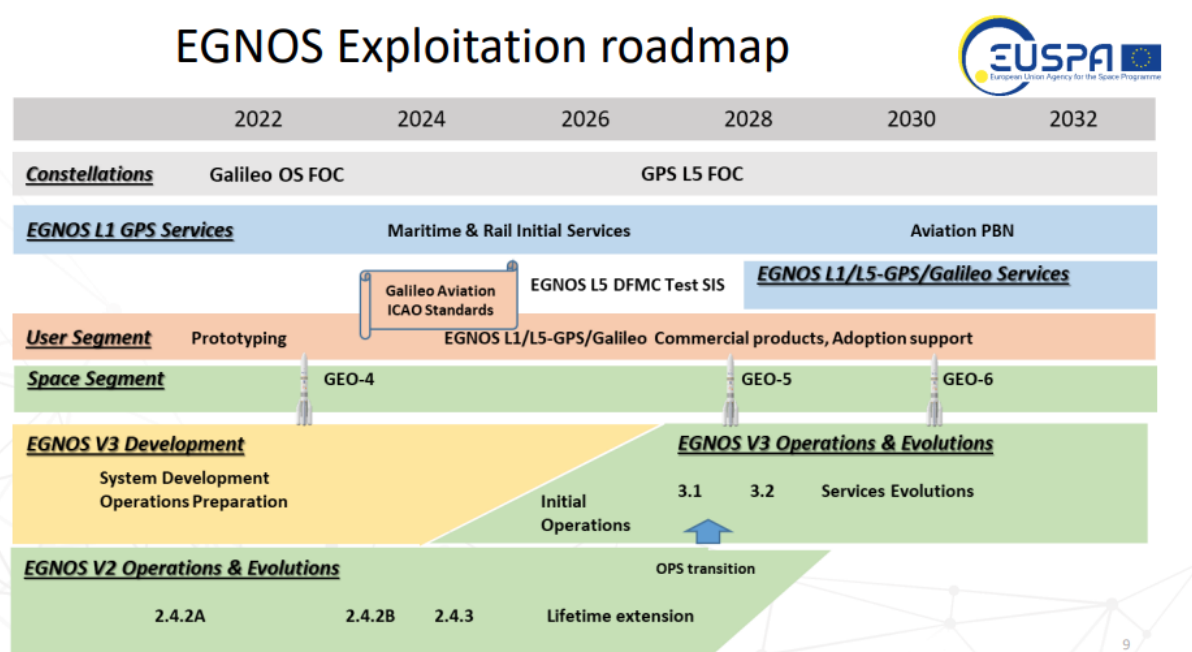 EGNOS Exploitation roadmap
EUSPA
European Union Agency for the Space Programme
2022 2024 2026 2028 2030 2032
Constellations Galileo OS FOC GPS L5 FOC
EGNOS L1 GPS Services Maritime & Rail Initial Services Aviation PBN
Galileo Aviation
ICAO Standards
EGNOS L5 DFMC Test SIS
EGNOS L1/L5-GPS/Galileo Services
User Segment Prototyping EGNOS L1/L5-GPS/Galileo Commercial products, Adoption support
Space Segment GEO-4 GEO-5 GEO-6
EGNOS V3 Development
System Development
Operations Preparation
EGNOS V3 Operations & Evolutions
Initial
Operations
3.1 3.2 Services Evolutions
EGNOS V2 Operations & Evolutions
OPS transition
2.4.2A 2.4.2B 2.4.3 Lifetime extension
9